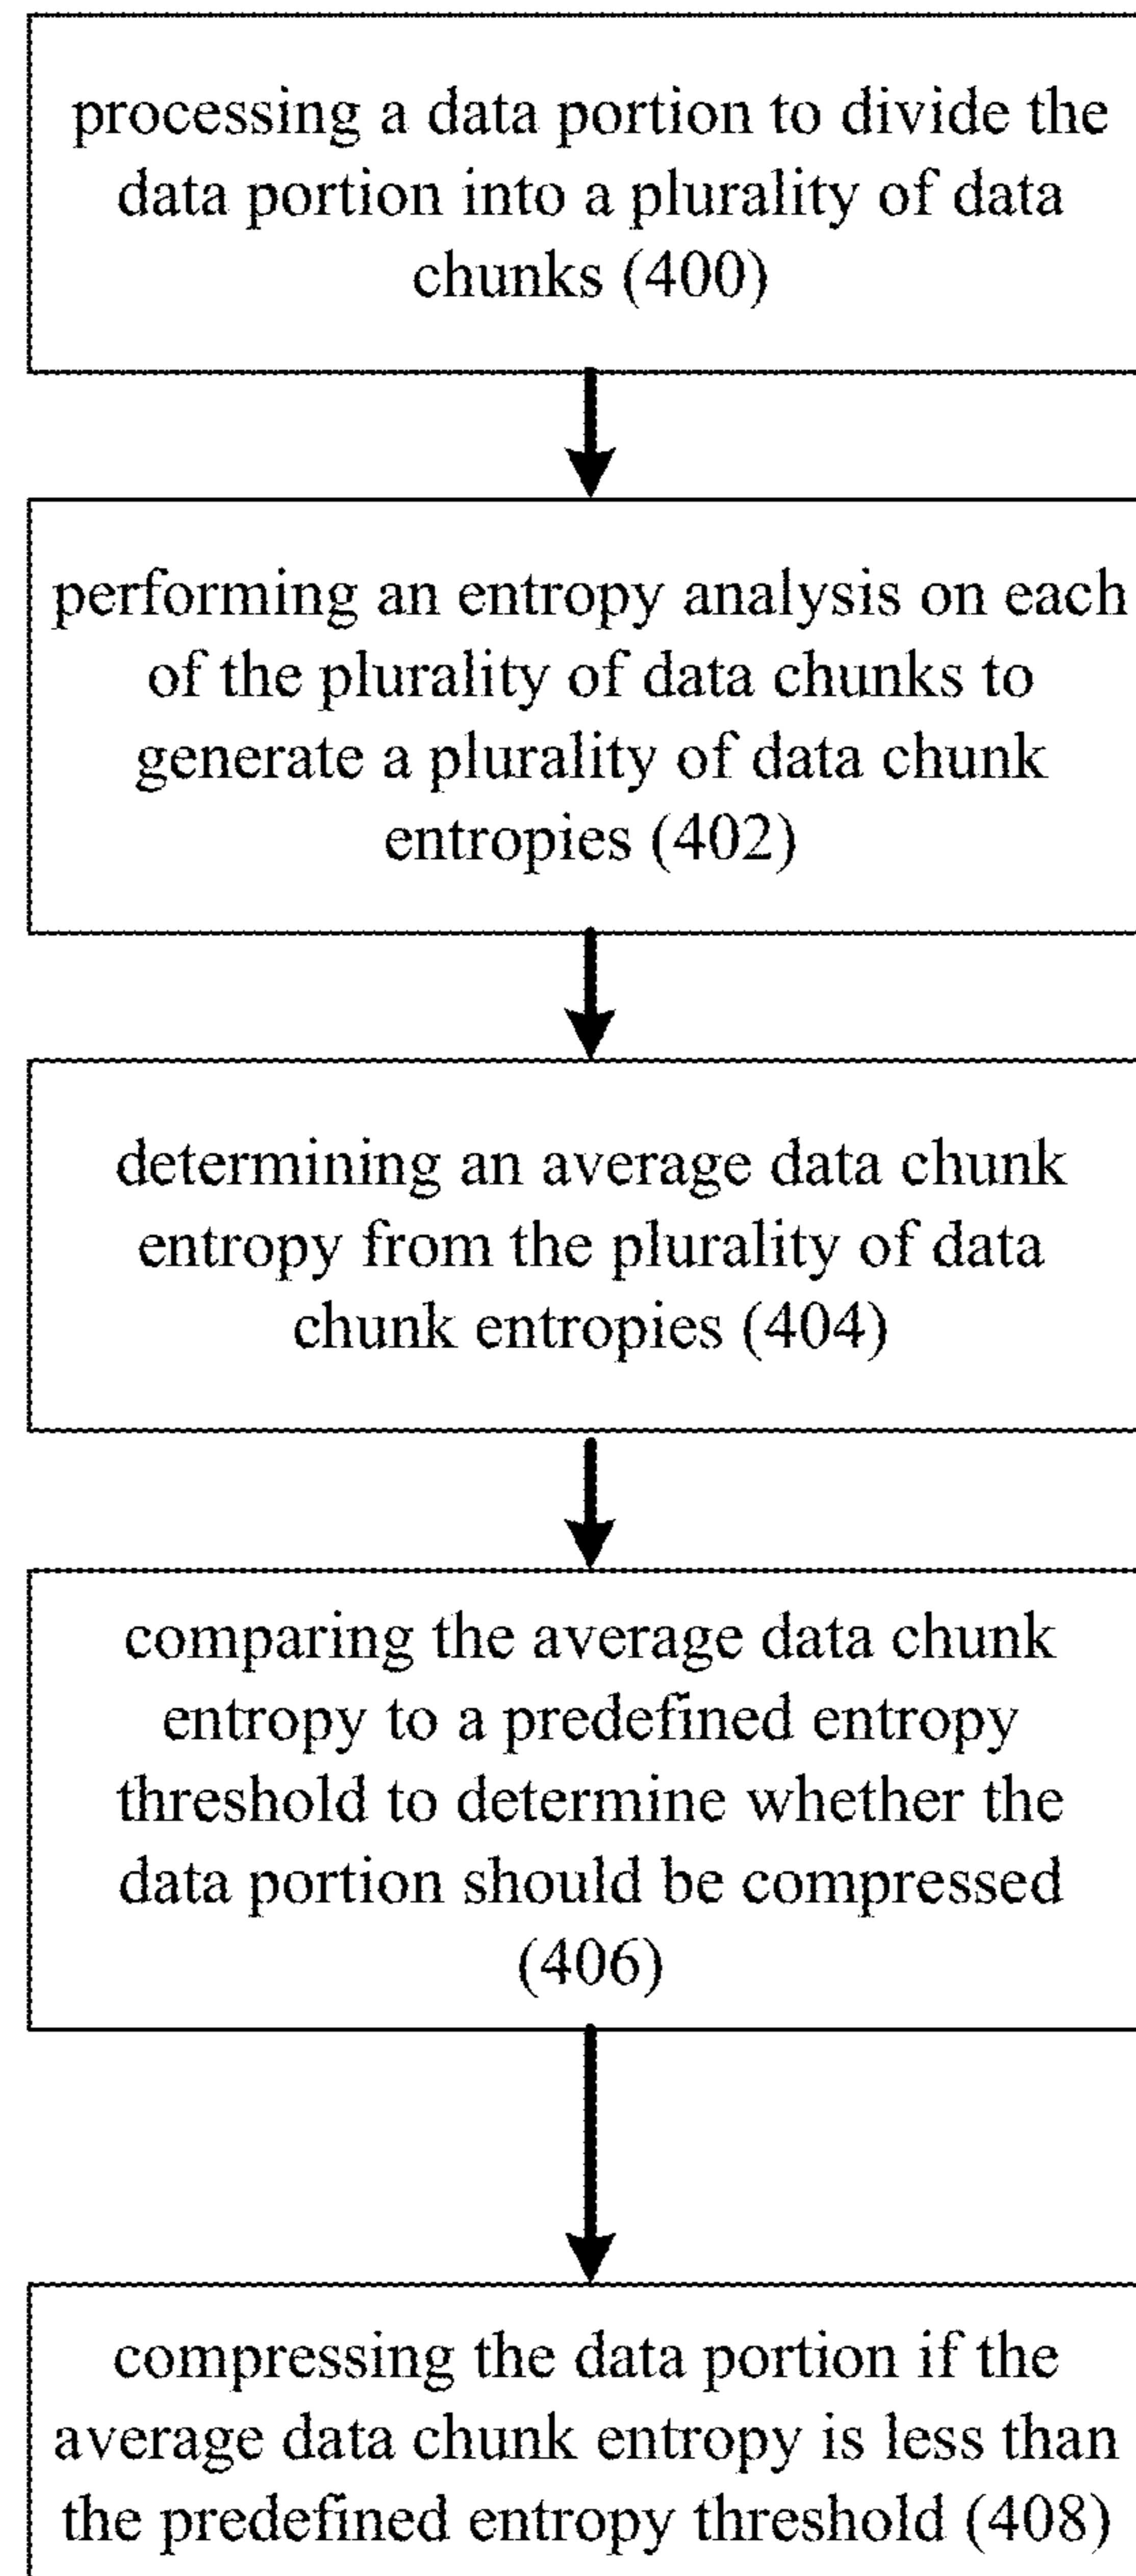 processing a data portion to divide the
data portion into a plurality of data
chunks (400)
performing an entropy analysis on each
of the plurality of data chunks to
generate a plurality of data chunk
entropies (402)
determining an average data chunk
entropy from the plurality of data
chunk entropies (404)
comparing the average data chunk
entropy to a predefined entropy
threshold to determine whether the
data portion should be compressed
(406)
compressing the data portion if the
average data chunk entropy is less than
the predefined entropy threshold (408)